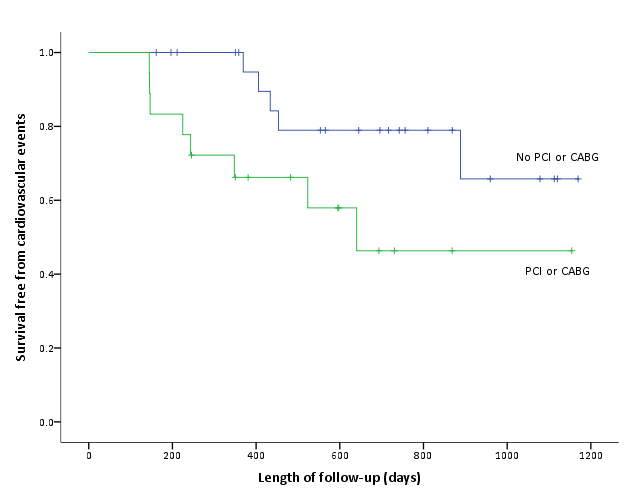 Survival free from cardiovascular events
1.0
0.8
0.6
0.4
0.2
0.0
No PCI or CABG
PCI or CABG
0 200 400 600 800 1000 1200
Length of follow-up (days)